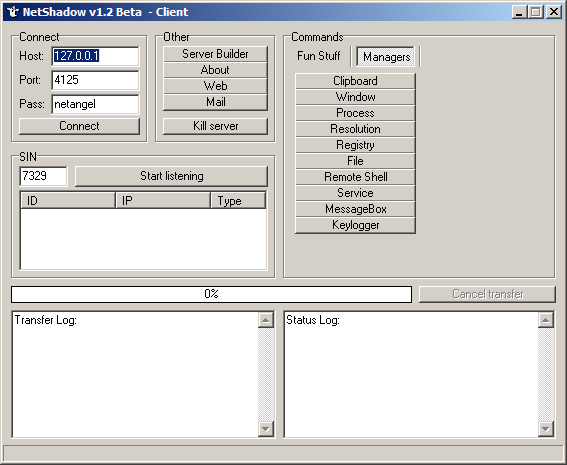 NetShadow v1.2 Beta - Client
Connect
Host: 127.0.0.1
Port: 4125
Pass: netangel
Connect
Other
Server Builder
About
Web
Mail
Kill server
Commands
Fun Stuff Managers
Clipboard
Window
Process
Resolution
Registry
File
Remote Shell
Service
MessageBox
Keylogger
SIN
7329 Start listening
ID IP Type
0% Cancel transfer
Transfer Log:
Status Log: